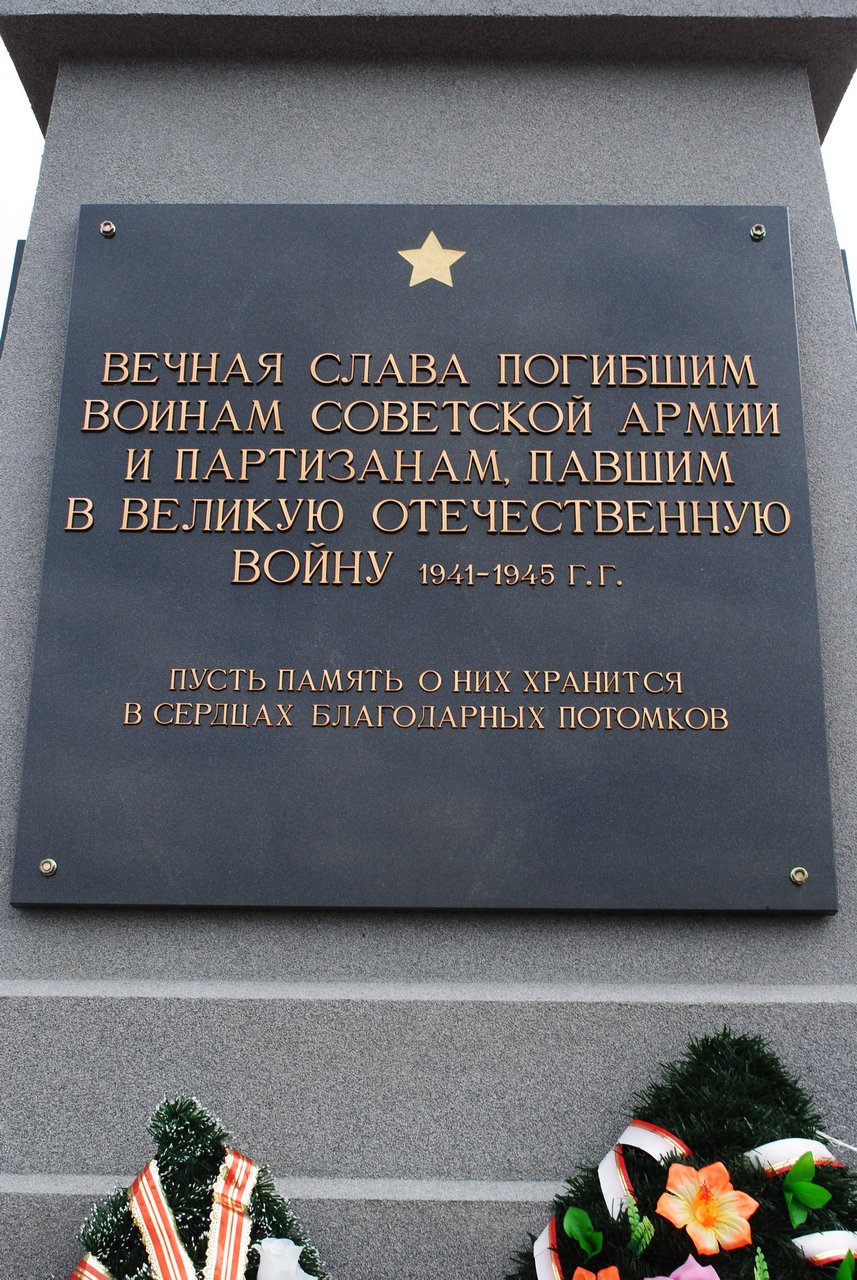 ВЕЧНАЯ СЛАВА ПОГИБШИМ
ВОИНАМ СОВЕТСКОЙ АРМИИ
И ПАРТИЗАНАМ, ПАВШИМ
В ВЕЛИКУЮ ОТЕЧЕСТВЕННУЮ
ВОЙНУ 1941-1945 Г.Г.
ПУСТЬ ПАМЯТЬ О НИХ ХРАНИТСЯ
В СЕРДЦАХ БЛАГОДАРНЫХ ПОТОМКОВ